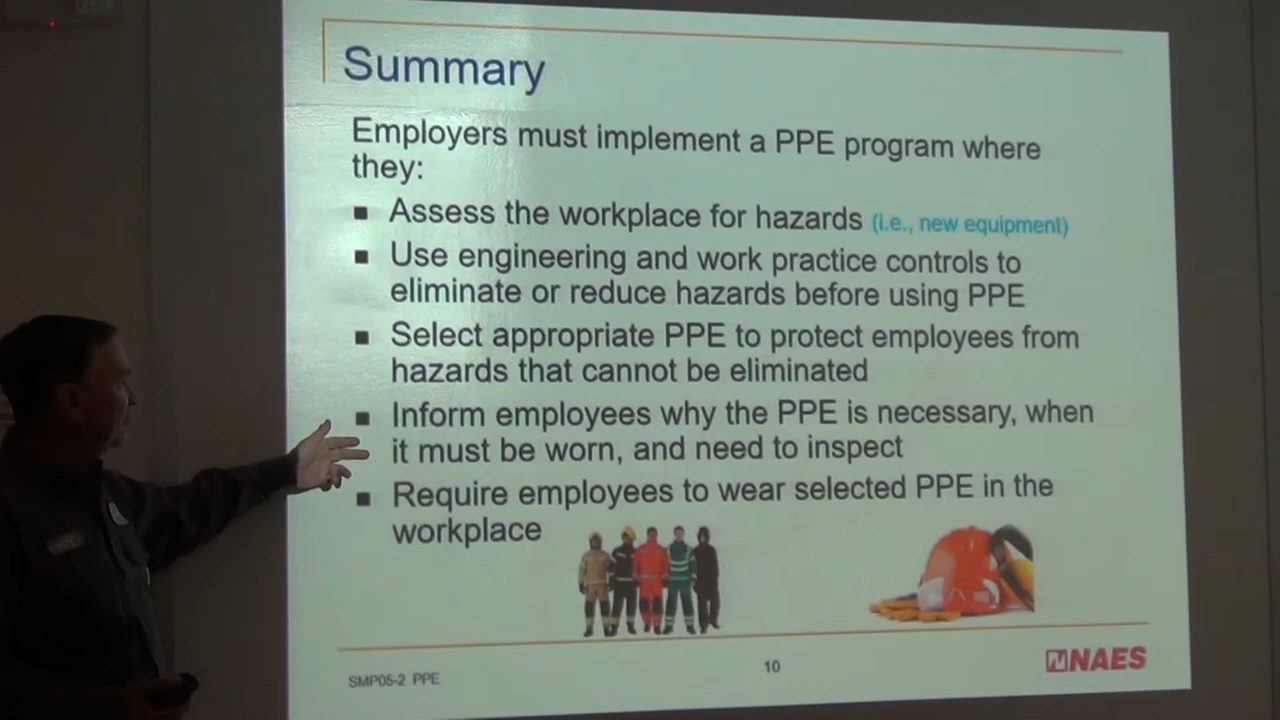 Summary
Employers must implement a PPE program where
they:
■ Assess the workplace for hazards (i.e., new equipment)
■ Use engineering and work practice controls to
eliminate or reduce hazards before using PPE
■ Select appropriate PPE to protect employees from
hazards that cannot be eliminated
■ Inform employees why the PPE is necessary, when
it must be worn, and need to inspect
■ Require employees to wear selected PPE in the
workplace
SMP05-2 PPE
10
NAES